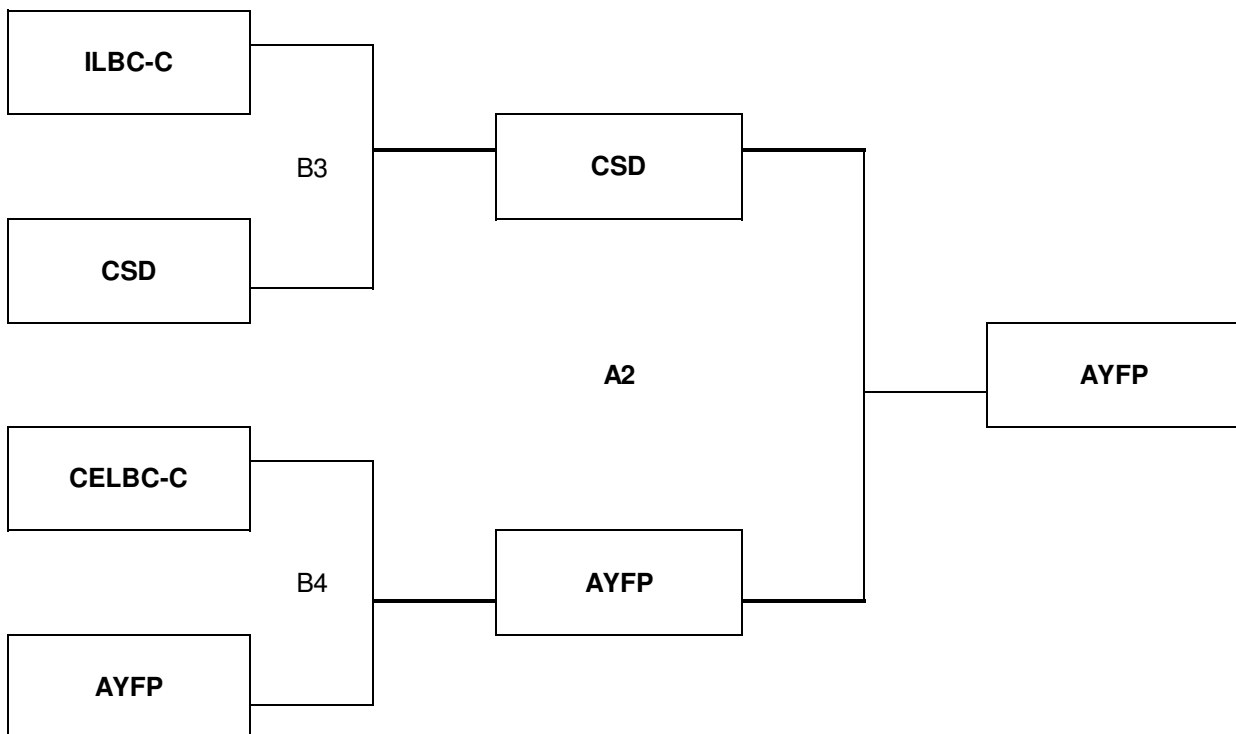 ILBC-C
B3
CSD
CSD
A2
AYFP
CELBC-C
B4
AYFP
AYFP